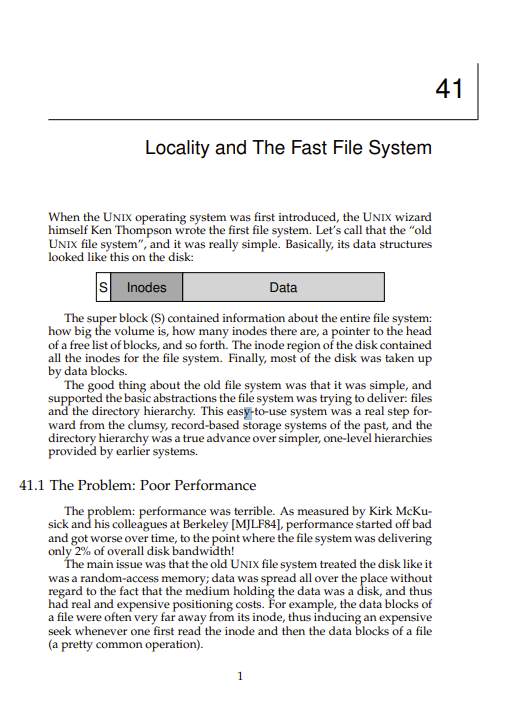 41
Locality and The Fast File System
When the UNIX operating system was first introduced, the UNIX wizard
himself Ken Thompson wrote the first file system. Let's call that the “old
UNIX file system”, and it was really simple. Basically, its data structures
looked like this on the disk:
S Inodes Data
The super block (S) contained information about the entire file system:
how big the volume is, how many inodes there are, a pointer to the head
of a free list of blocks, and so forth. The inode region of the disk contained
all the inodes for the file system. Finally, most of the disk was taken up
by data blocks.
The good thing about the old file system was that it was simple, and
supported the basic abstractions the file system was trying to deliver: files
and the directory hierarchy. This easy-to-use system was a real step for-
ward from the clumsy, record-based storage systems of the past, and the
directory hierarchy was a true advance over simpler, one-level hierarchies
provided by earlier systems.
41.1 The Problem: Poor Performance
The problem: performance was terrible. As measured by Kirk McKu-
sick and his colleagues at Berkeley [MJLF84], performance started off bad
and got worse over time, to the point where the file system was delivering
only 2% of overall disk bandwidth!
The main issue was that the old UNIX file system treated the disk like it
was a random-access memory; data was spread all over the place without
regard to the fact that the medium holding the data was a disk, and thus
had real and expensive positioning costs. For example, the data blocks of
a file were often very far away from its inode, thus inducing an expensive
seek whenever one first read the inode and then the data blocks of a file
(a pretty common operation).
1